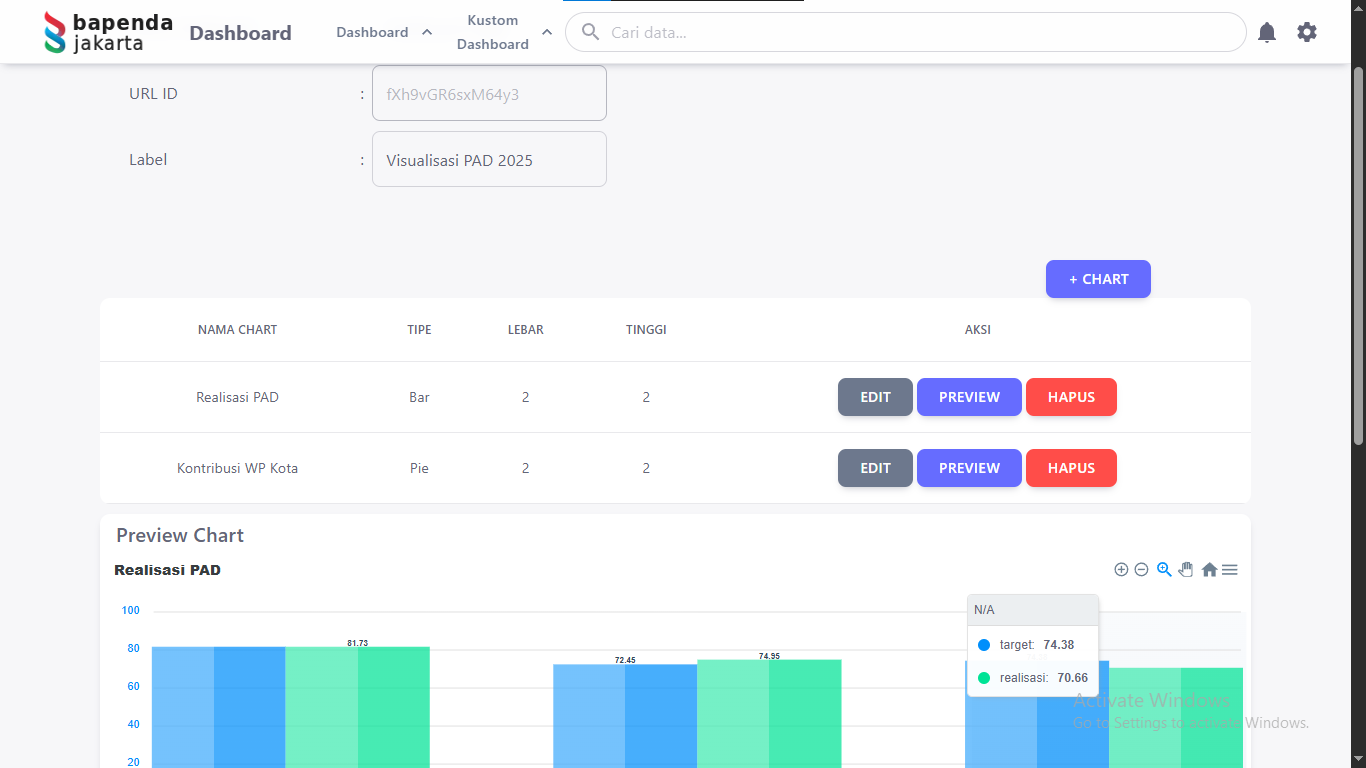 bapenda
jakarta
Dashboard
Dashboard
Kustom
Dashboard
Cari data...
URL ID
:
fXh9vGR6sxM64y3
Label
:
Visualisasi PAD 2025
+ CHART
NAMA CHART TIPE LEBAR TINGGI AKSI
Realisasi PAD Bar 2 2 EDIT PREVIEW HAPUS
Kontribusi WP Kota Pie 2 2 EDIT PREVIEW HAPUS
Preview Chart
Realisasi PAD
100
80
60
40
20
81.73
72.45
74.95
N/A
target: 74.38
realisasi: 70.66
Activate Windows
Go to Settings to activate Windows.